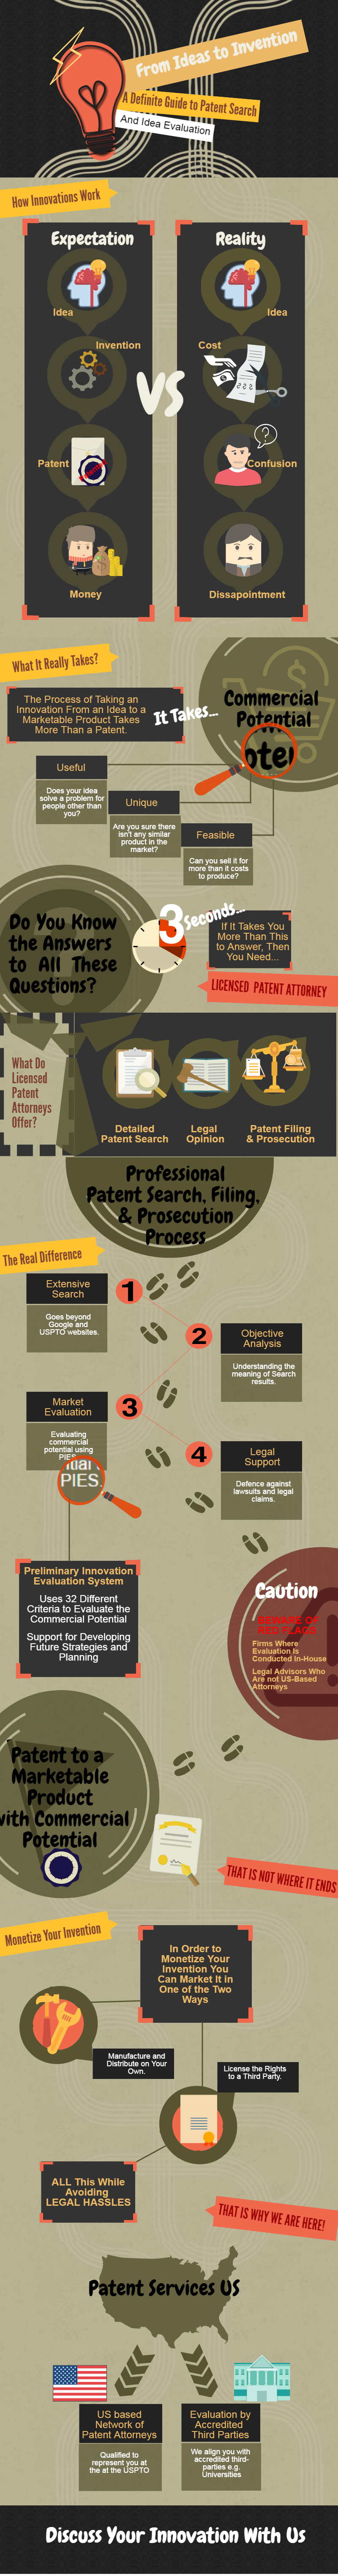 From Ideas to Invention
A Definite Guide to Patent Search
And Idea Evaluation
How Innovations Work
Expectation
Idea
Invention
Patent
Money
VS
Reality
Idea
Cost
?
Confusion
Dissapointment
What It Really Takes?
The Process of Taking an
Innovation From an Idea to a
Marketable Product Takes
More Than a Patent.
It Takes...
Commercial
Potential
Useful
Does your idea
solve a problem for
people other than
you?
Unique
Are you sure there
isn't any similar
product in the
market?
Feasible
Can you sell it for
more than it costs
to produce?
Do You Know
the Answers
to All These
Questions?
3 Seconds...
If It Takes You
More Than This
to Answer, Then
You Need...
LICENSED PATENT ATTORNEY
What Do
Licensed
Patent
Attorneys
Offer?
Detailed
Patent Search
Legal
Opinion
Patent Filing
& Prosecution
Professional
Patent Search, Filing,
& Prosecution
Process
The Real Difference
Extensive
Search
Goes beyond
Google and
USPTO websites.
1
2
Objective
Analysis
Understanding the
meaning of Search
results.
Market
Evaluation
Evaluating
commercial
potential using
PIES.
3
4
Legal
Support
Defence against
lawsuits and legal
claims.
Preliminary Innovation
Evaluation System
Uses 32 Different
Criteria to Evaluate the
Commercial Potential
Support for Developing
Future Strategies and
Planning
Caution
BEWARE OF
RED FLAGS
Firms Where
Evaluation Is
Conducted In-House
Legal Advisors Who
Are not US-Based
Attorneys
Patent to a
Marketable
Product
with Commercial
Potential
THAT IS NOT WHERE IT ENDS
Monetize Your Invention
In Order to
Monetize Your
Invention You
Can Market It in
One of the Two
Ways
Manufacture and
Distribute on Your
Own.
License the Rights
to a Third Party.
ALL This While
Avoiding
LEGAL HASSLES
THAT IS WHY WE ARE HERE!
Patent Services US
US based
Network of
Patent Attorneys
Qualified to
represent you at
the at the USPTO
Evaluation by
Accredited
Third Parties
We align you with
accredited third-
parties e.g.
Universities
Discuss Your Innovation With Us